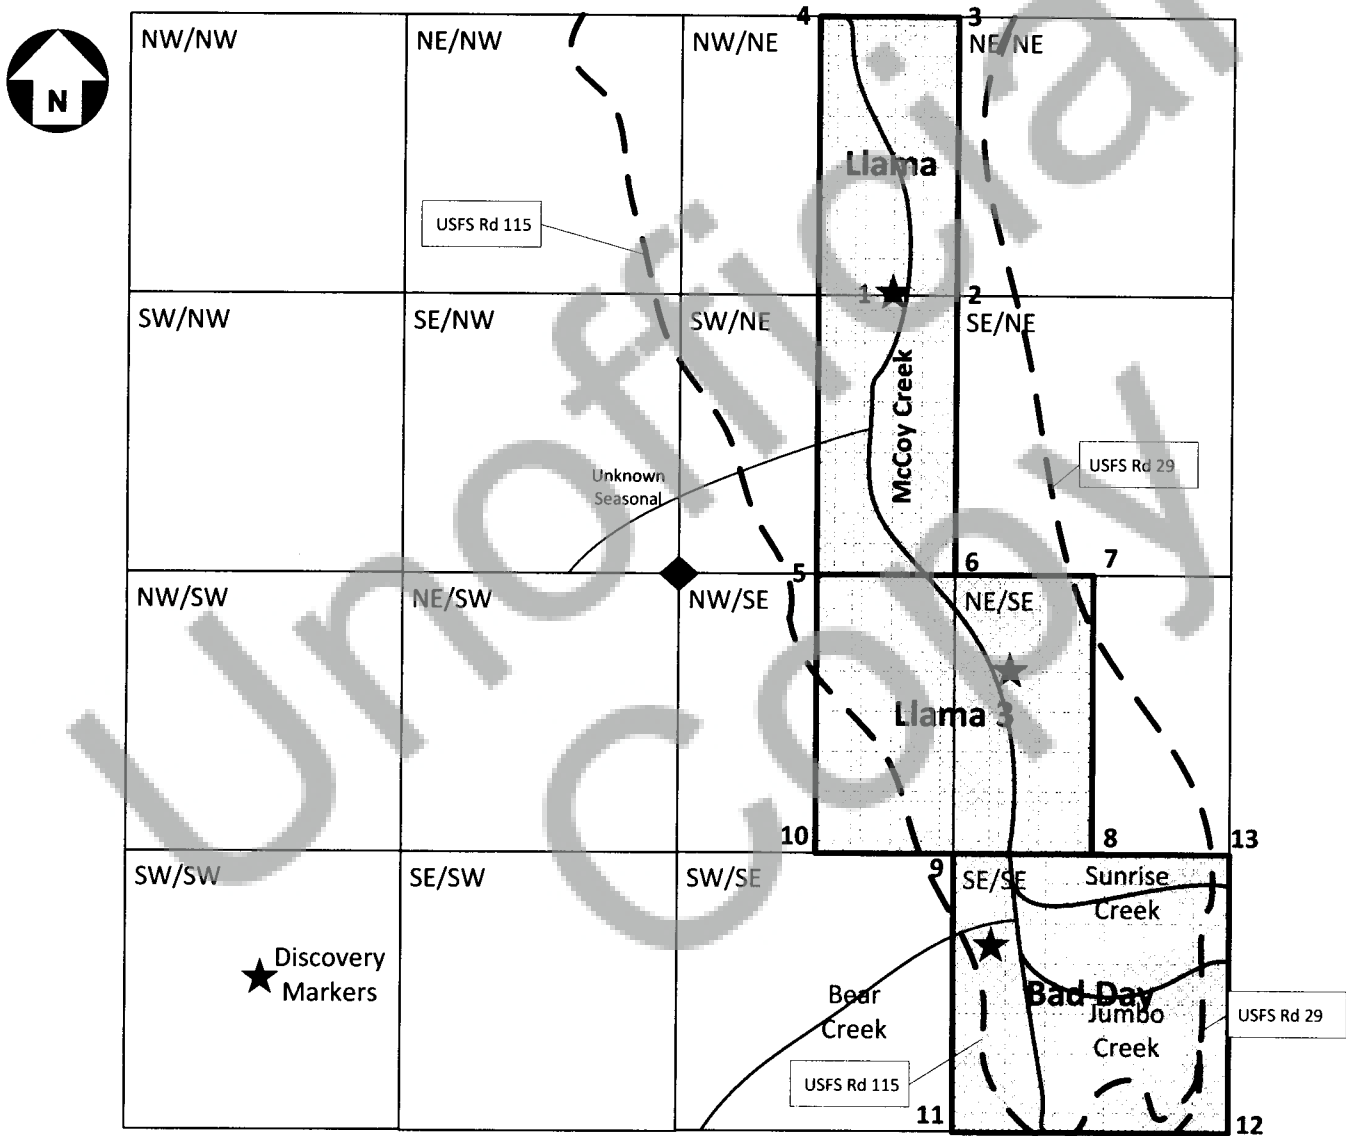 4
3
NW/NW
NE/NW
NW/NE
NE/NE
N
Llama
USFS Rd 115
1
2
SW/NW
SE/NW
SW/NE
SE/NE
McCoy Creek
USFS Rd 29
Unknown
Seasonal
5
6
7
NW/SW
NE/SW
NW/SE
NE/SE
Llama 3
10
8
13
9
SW/SW
SE/SW
SW/SE
SE/SE
Sunrise
Creek
Discovery
Markers
Bear
Creek
Bad Day
Jumbo
Creek
USFS Rd 29
USFS Rd 115
11
12
Unofficial
Copy